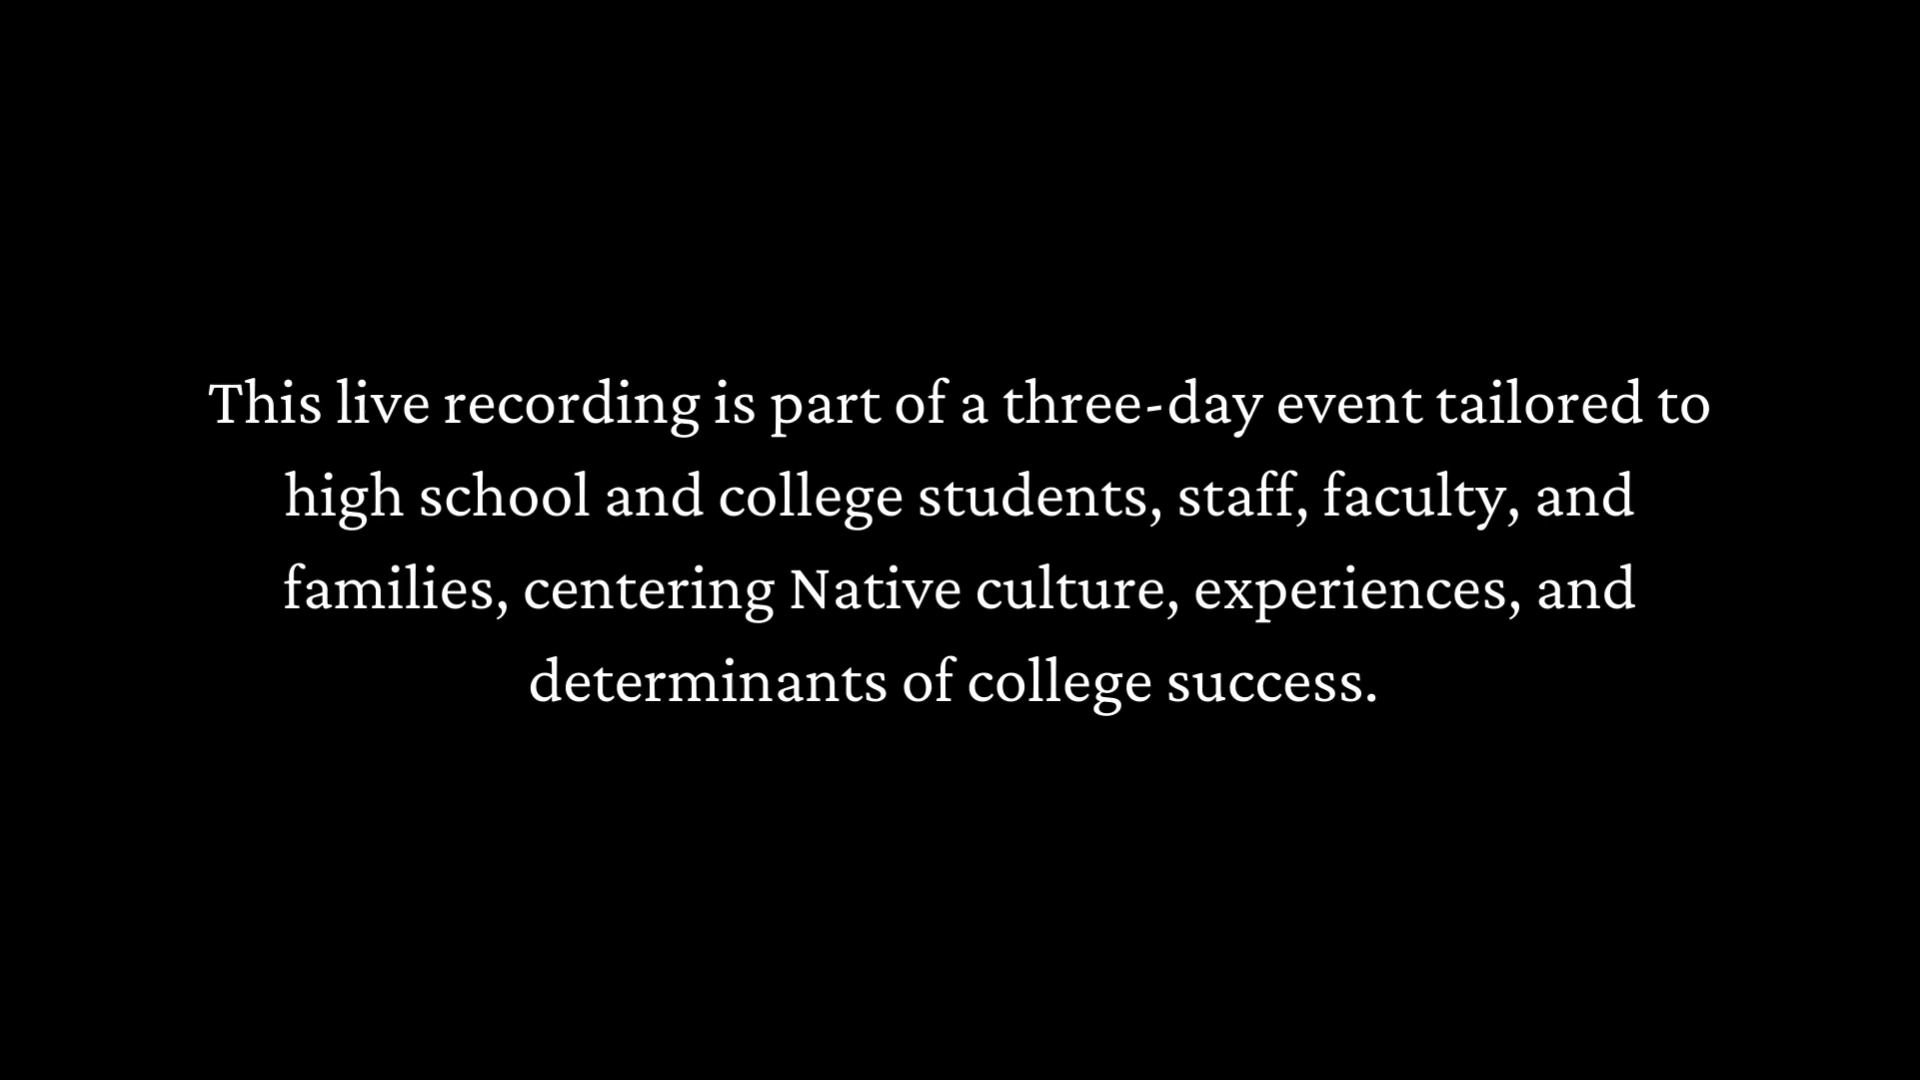 This live recording is part of a three-day event tailored to
high school and college students, staff, faculty, and
families, centering Native culture, experiences, and
determinants of college success.